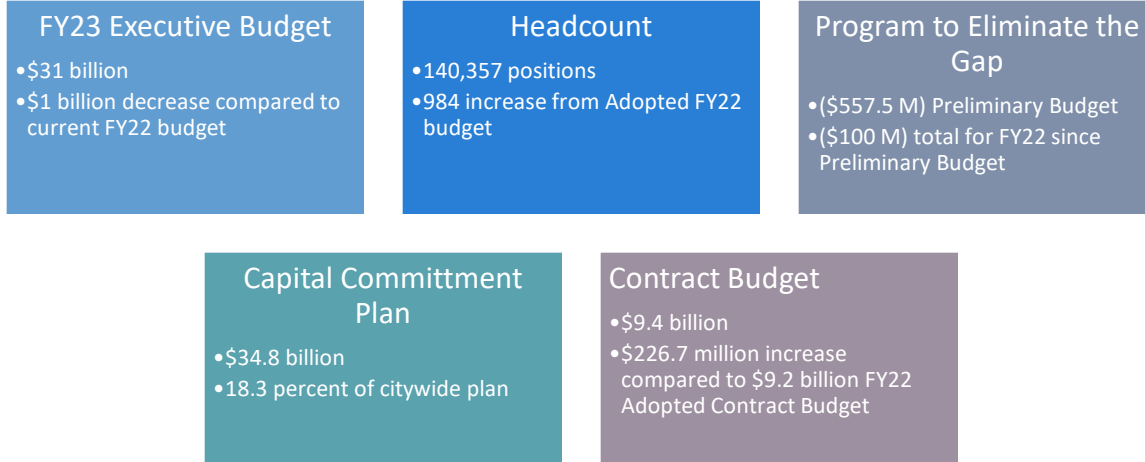 FY23 Executive Budget
•$31 billion
•$1 billion decrease compared to
current FY22 budget
Headcount
•140,357 positions
•984 increase from Adopted FY22
budget
Program to Eliminate the
Gap
•($557.5 M) Preliminary Budget
•($100 M) total for FY22 since
Preliminary Budget
Capital Committment
Plan
•$34.8 billion
•18.3 percent of citywide plan
Contract Budget
•$9.4 billion
•$226.7 million increase
compared to $9.2 billion FY22
Adopted Contract Budget